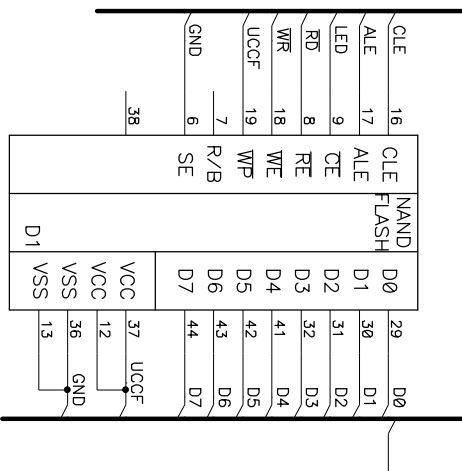 CLE 16 CLE
ALE 17 ALE
LED 9 CE
RD 8 RE
WR 18 WE
UCCF 19 WP
7 R/B
GND 6 SE
38
NAND
FLASH
D1
D0 29 D0
D1 30 D1
D2 31 D2
D3 32 D3
D4 41 D4
D5 42 D5
D6 43 D6
D7 44 D7
VCC 37 UCCF
VCC 12
VSS 36 GND
VSS 13